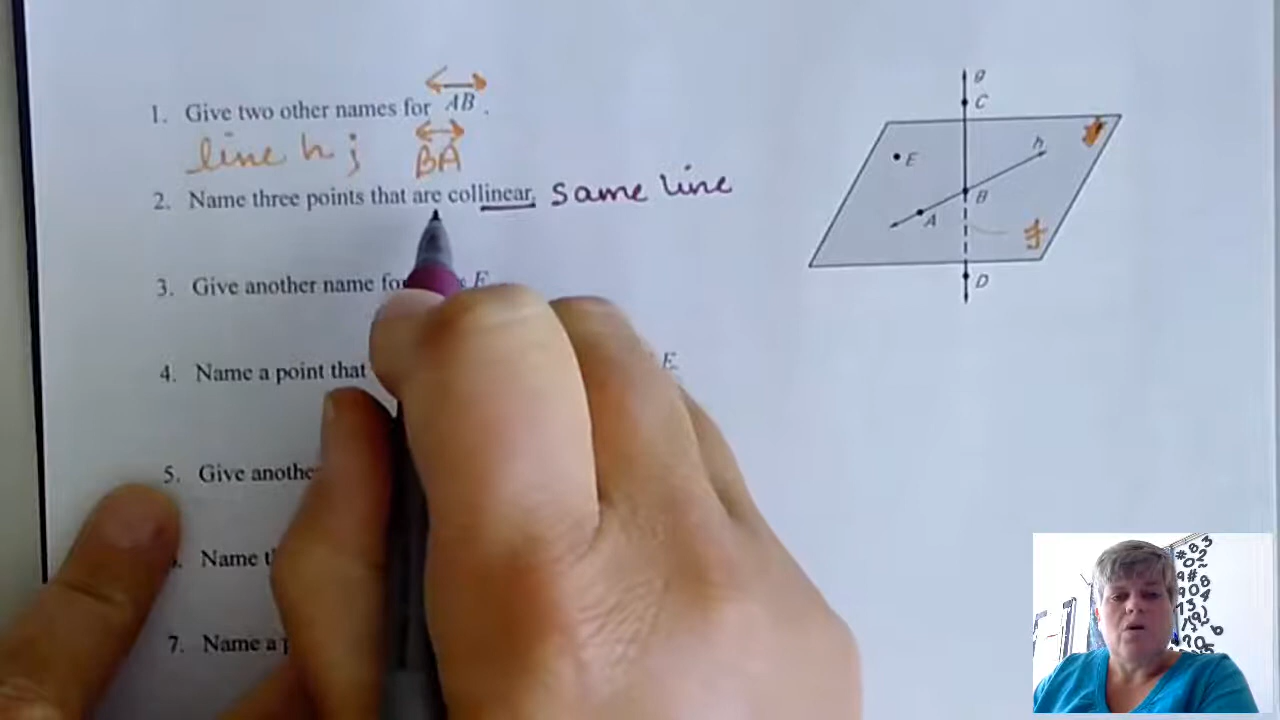 1. Give two other names for AB.
line h ; BA
2. Name three points that are collinear. same line
3. Give another name for F
4. Name a point that E
5. Give anothe
Name t
7. Name a p
g
C
h
E
B
A
D